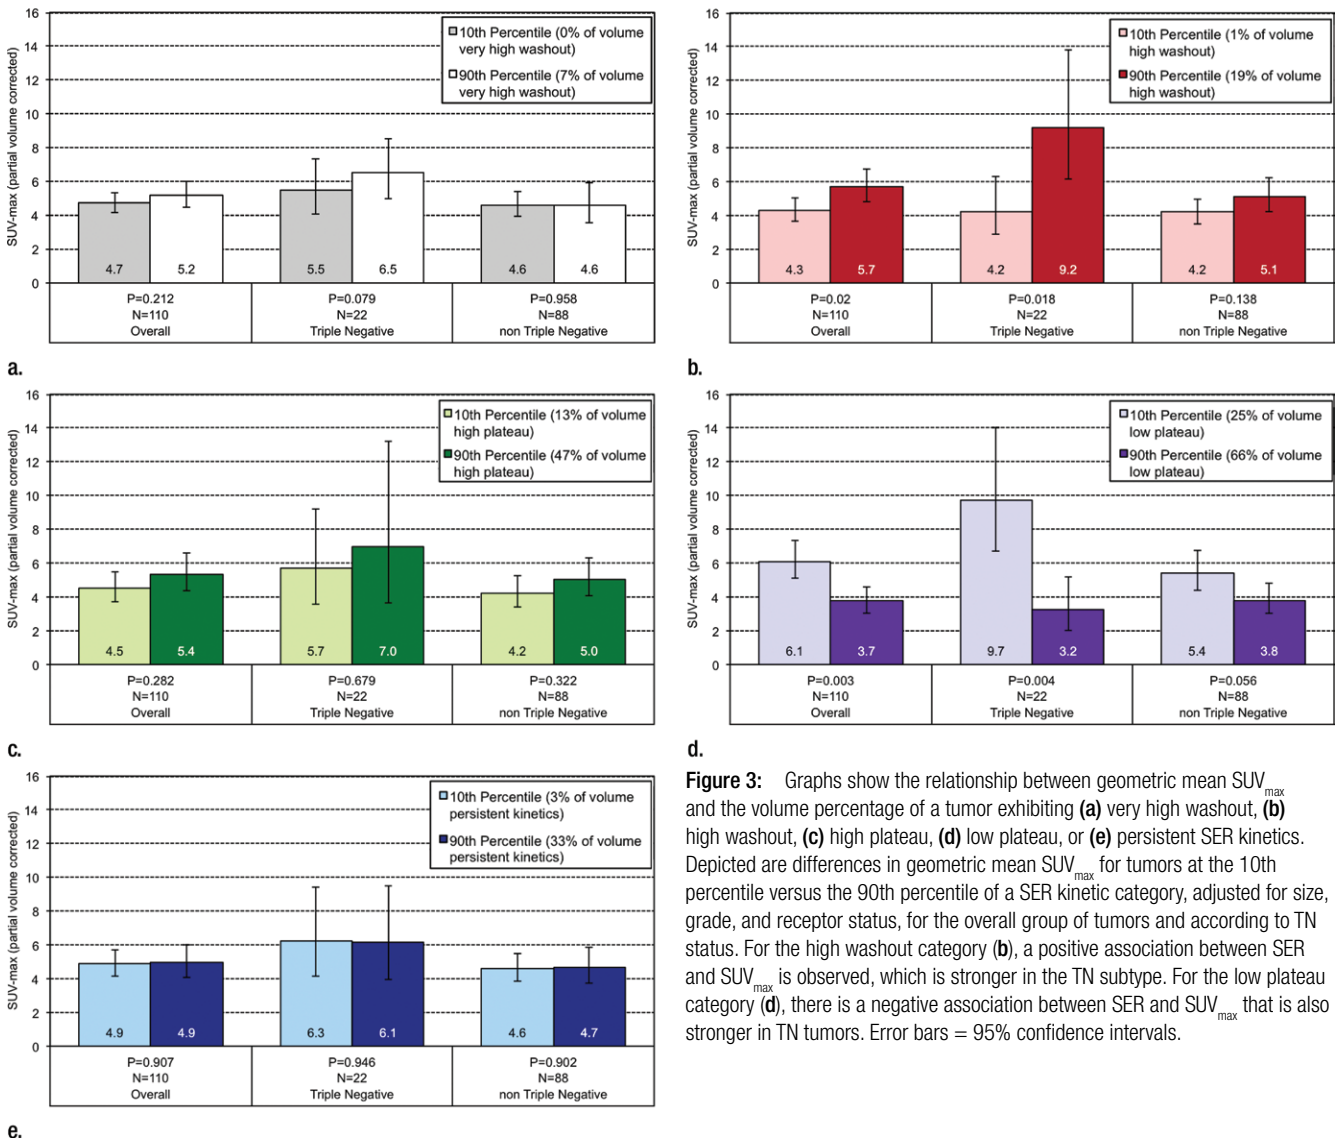 16
14
12
10
8
6
4
2
0
SUV-max (partial volume corrected)
10th Percentile (0% of volume
very high washout)
90th Percentile (7% of volume
very high washout)
4.7
5.2
5.5
6.5
4.6
4.6
P=0.212
N=110
Overall
P=0.079
N=22
Triple Negative
P=0.958
N=88
non Triple Negative
a.
16
14
12
10
8
6
4
2
0
SUV-max (partial volume corrected)
10th Percentile (1% of volume
high washout)
90th Percentile (19% of volume
high washout)
4.3
5.7
4.2
9.2
4.2
5.1
P=0.02
N=110
Overall
P=0.018
N=22
Triple Negative
P=0.138
N=88
non Triple Negative
b.
16
14
12
10
8
6
4
2
0
SUV-max (partial volume corrected)
10th Percentile (13% of volume
high plateau)
90th Percentile (47% of volume
high plateau)
4.5
5.4
5.7
7.0
4.2
5.0
P=0.282
N=110
Overall
P=0.679
N=22
Triple Negative
P=0.322
N=88
non Triple Negative
c.
16
14
12
10
8
6
4
2
0
SUV-max (partial volume corrected)
10th Percentile (25% of volume
low plateau)
90th Percentile (66% of volume
low plateau)
6.1
3.7
9.7
3.2
5.4
3.8
P=0.003
N=110
Overall
P=0.004
N=22
Triple Negative
P=0.056
N=88
non Triple Negative
d.
16
14
12
10
8
6
4
2
0
SUV-max (partial volume corrected)
10th Percentile (3% of volume
persistent kinetics)
90th Percentile (33% of volume
persistent kinetics)
4.9
4.9
6.3
6.1
4.6
4.7
P=0.907
N=110
Overall
P=0.946
N=22
Triple Negative
P=0.902
N=88
non Triple Negative
e.
Figure 3: Graphs show the relationship between geometric mean SUVmax
and the volume percentage of a tumor exhibiting (a) very high washout, (b)
high washout, (c) high plateau, (d) low plateau, or (e) persistent SER kinetics.
Depicted are differences in geometric mean SUVmax for tumors at the 10th
percentile versus the 90th percentile of a SER kinetic category, adjusted for size,
grade, and receptor status, for the overall group of tumors and according to TN
status. For the high washout category (b), a positive association between SER
and SUVmax is observed, which is stronger in the TN subtype. For the low plateau
category (d), there is a negative association between SER and SUVmax that is also
stronger in TN tumors. Error bars = 95% confidence intervals.